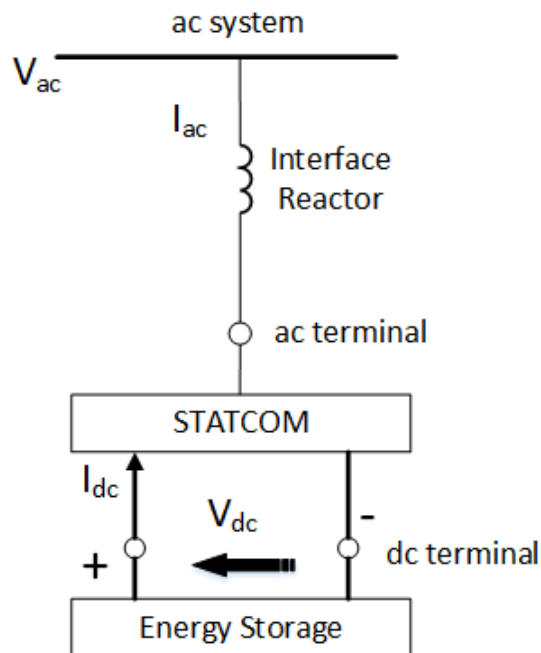 ac system
Vac
Iac
Interface
Reactor
ac terminal
STATCOM
Idc
Vdc
-
+
dc terminal
Energy Storage